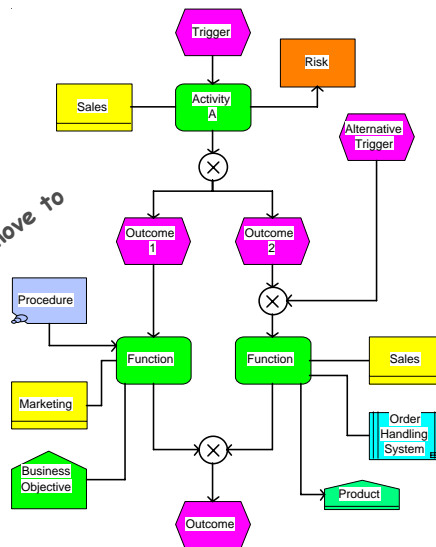 Trigger
Risk
Sales
Activity
A
Alternative
Trigger
move to
Outcome
1
Outcome
2
Procedure
Function
Function
Sales
Marketing
Order
Handling
System
Business
Objective
Product
Outcome